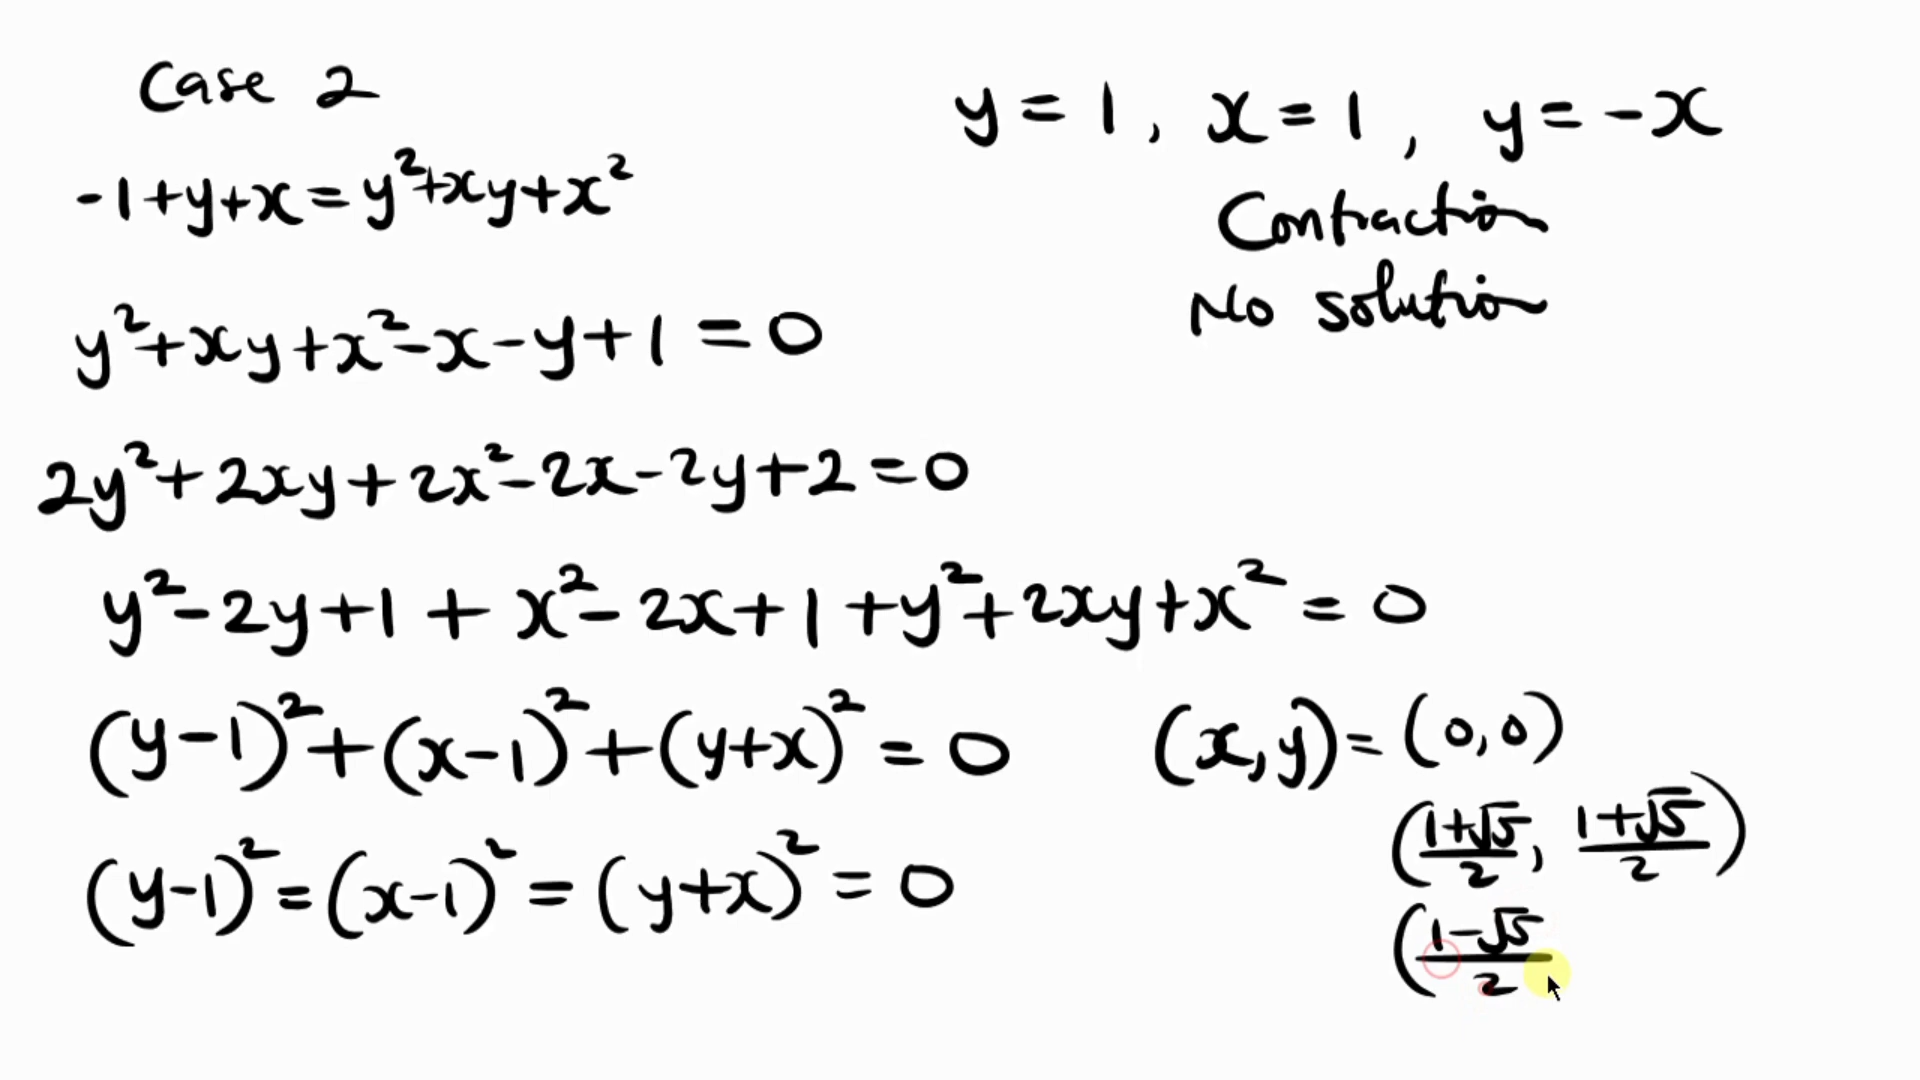 Case 2
-1+y+x=y²+xy+x²
y²+xy+x²-x-y+1=0
2y²+2xy+2x²-2x-2y+2=0
y²-2y+1+x²-2x+1+y²+2xy+x²=0
(y-1)²+(x-1)²+(y+x)²=0
(y-1)²=(x-1)²=(y+x)²=0
y=1, x=1, y=-x
Contraction
No solution
(x,y)=(0,0)
((1+√5)/2, (1+√5)/2)
((1-√5)/2